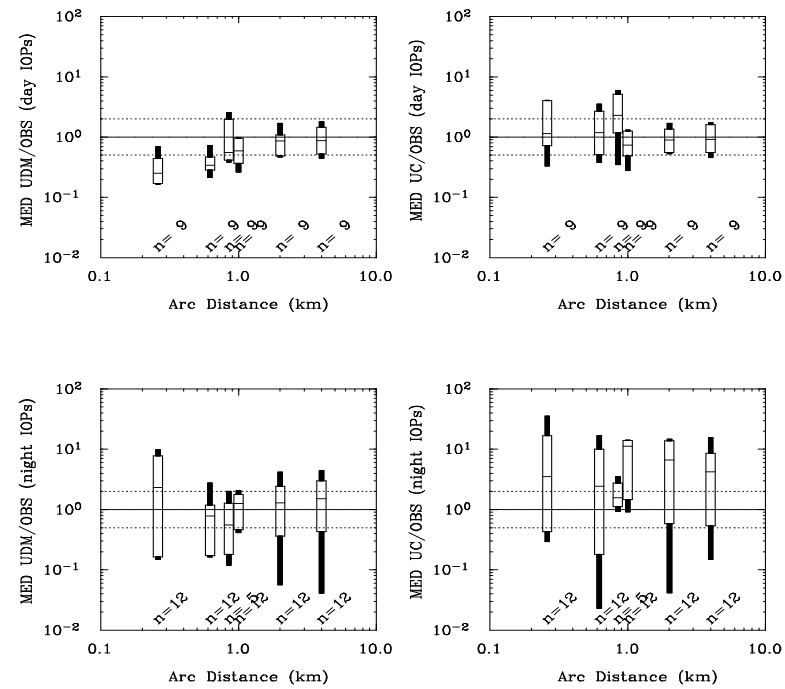 10²
10¹
10⁰
10⁻¹
10⁻²
MED UDM/OBS (day IOPs)
n= 9
n= 9
n= 9
n= 9
n= 9
n= 9
0.1
1.0
10.0
Arc Distance (km)
10²
10¹
10⁰
10⁻¹
10⁻²
MED UC/OBS (day IOPs)
n= 9
n= 9
n= 9
n= 9
n= 9
n= 9
0.1
1.0
10.0
Arc Distance (km)
10²
10¹
10⁰
10⁻¹
10⁻²
MED UDM/OBS (night IOPs)
n=12
n=12
n= 5
n=12
n=12
n=12
0.1
1.0
10.0
Arc Distance (km)
10²
10¹
10⁰
10⁻¹
10⁻²
MED UC/OBS (night IOPs)
n=12
n=12
n= 5
n=12
n=12
n=12
0.1
1.0
10.0
Arc Distance (km)